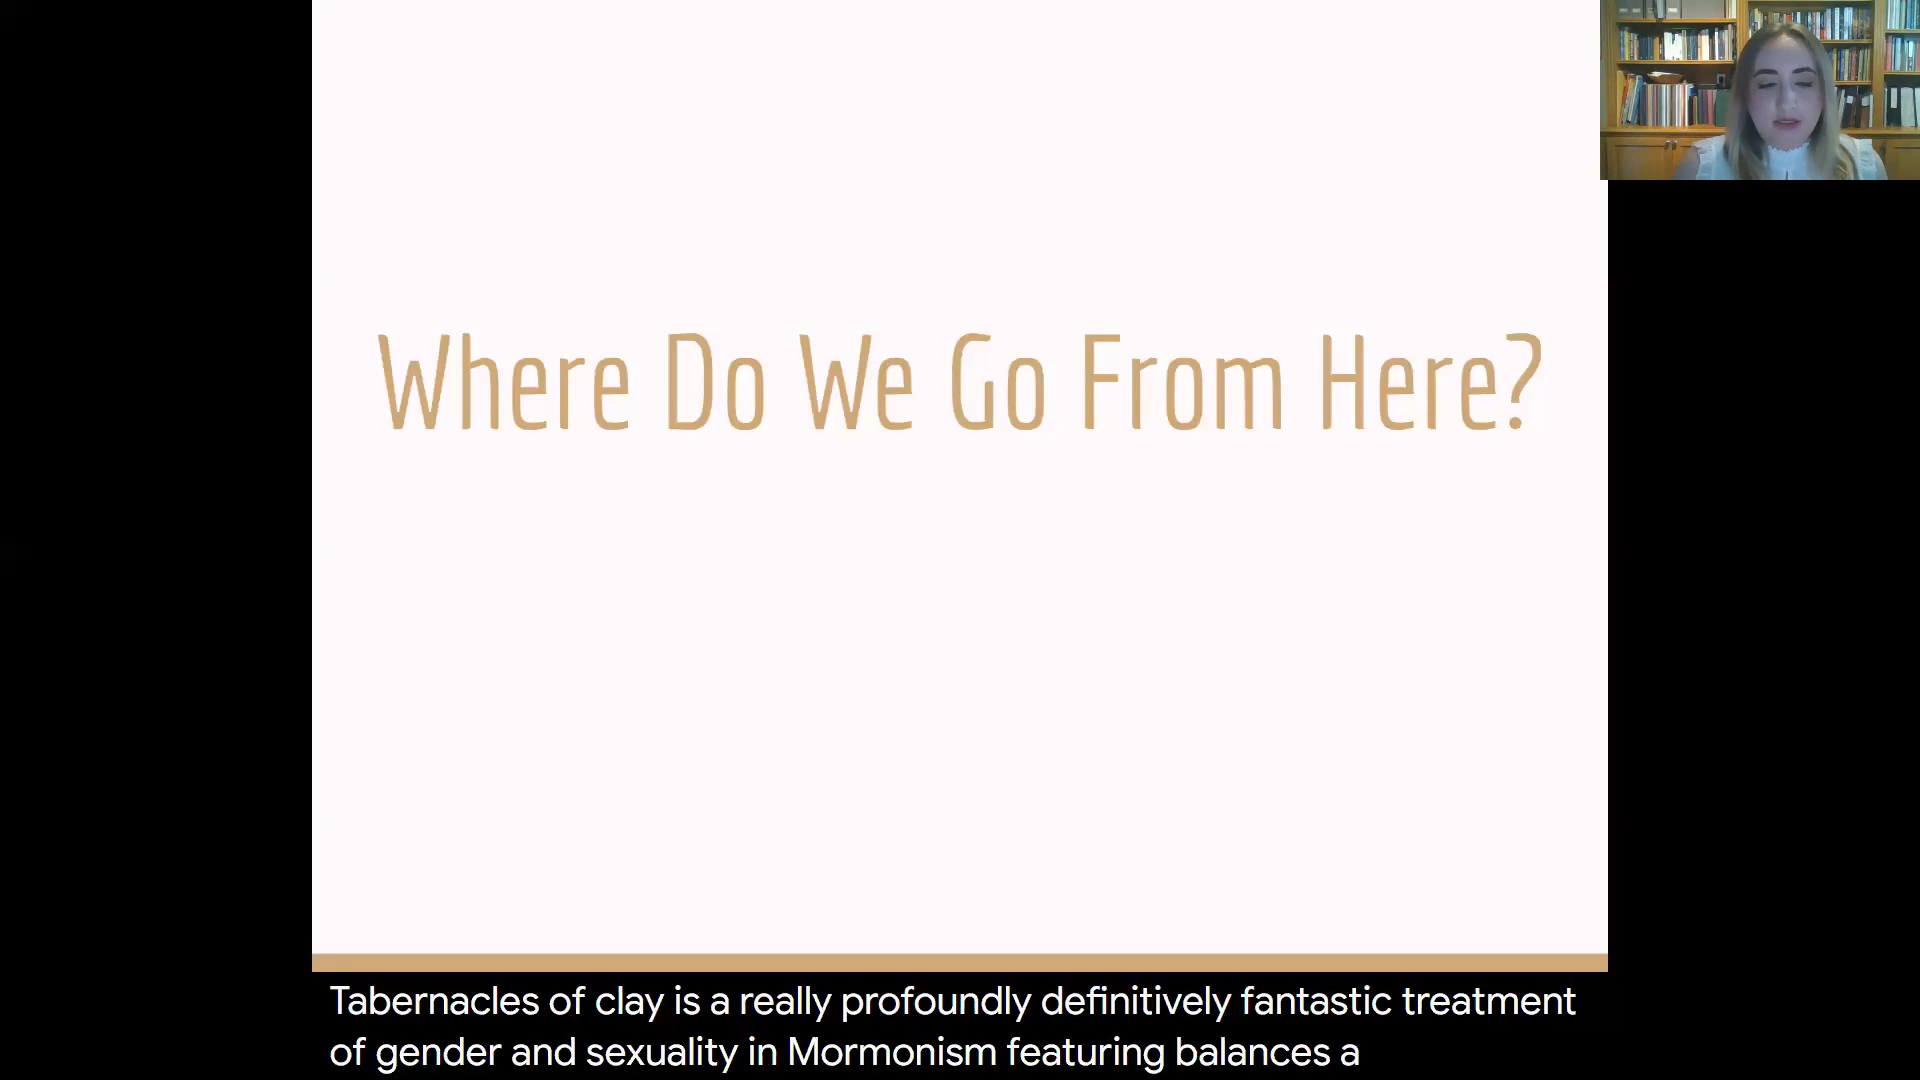 Where Do We Go From Here?
Tabernacles of clay is a really profoundly definitively fantastic treatment
of gender and sexuality in Mormonism featuring balances a